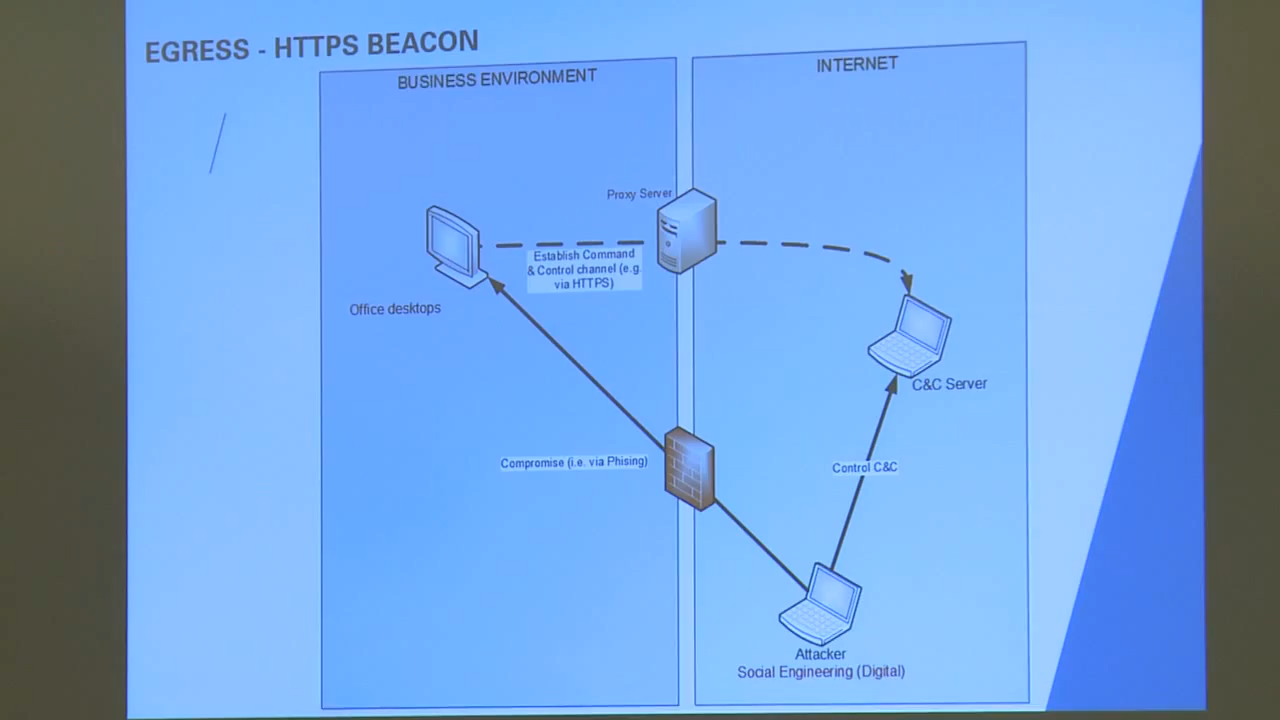 EGRESS - HTTPS BEACON
BUSINESS ENVIRONMENT
INTERNET
Proxy Server
Establish Command
& Control channel (e.g.
via HTTPS)
Office desktops
C&C Server
Compromise (i.e. via Phising)
Control C&C
Attacker
Social Engineering (Digital)